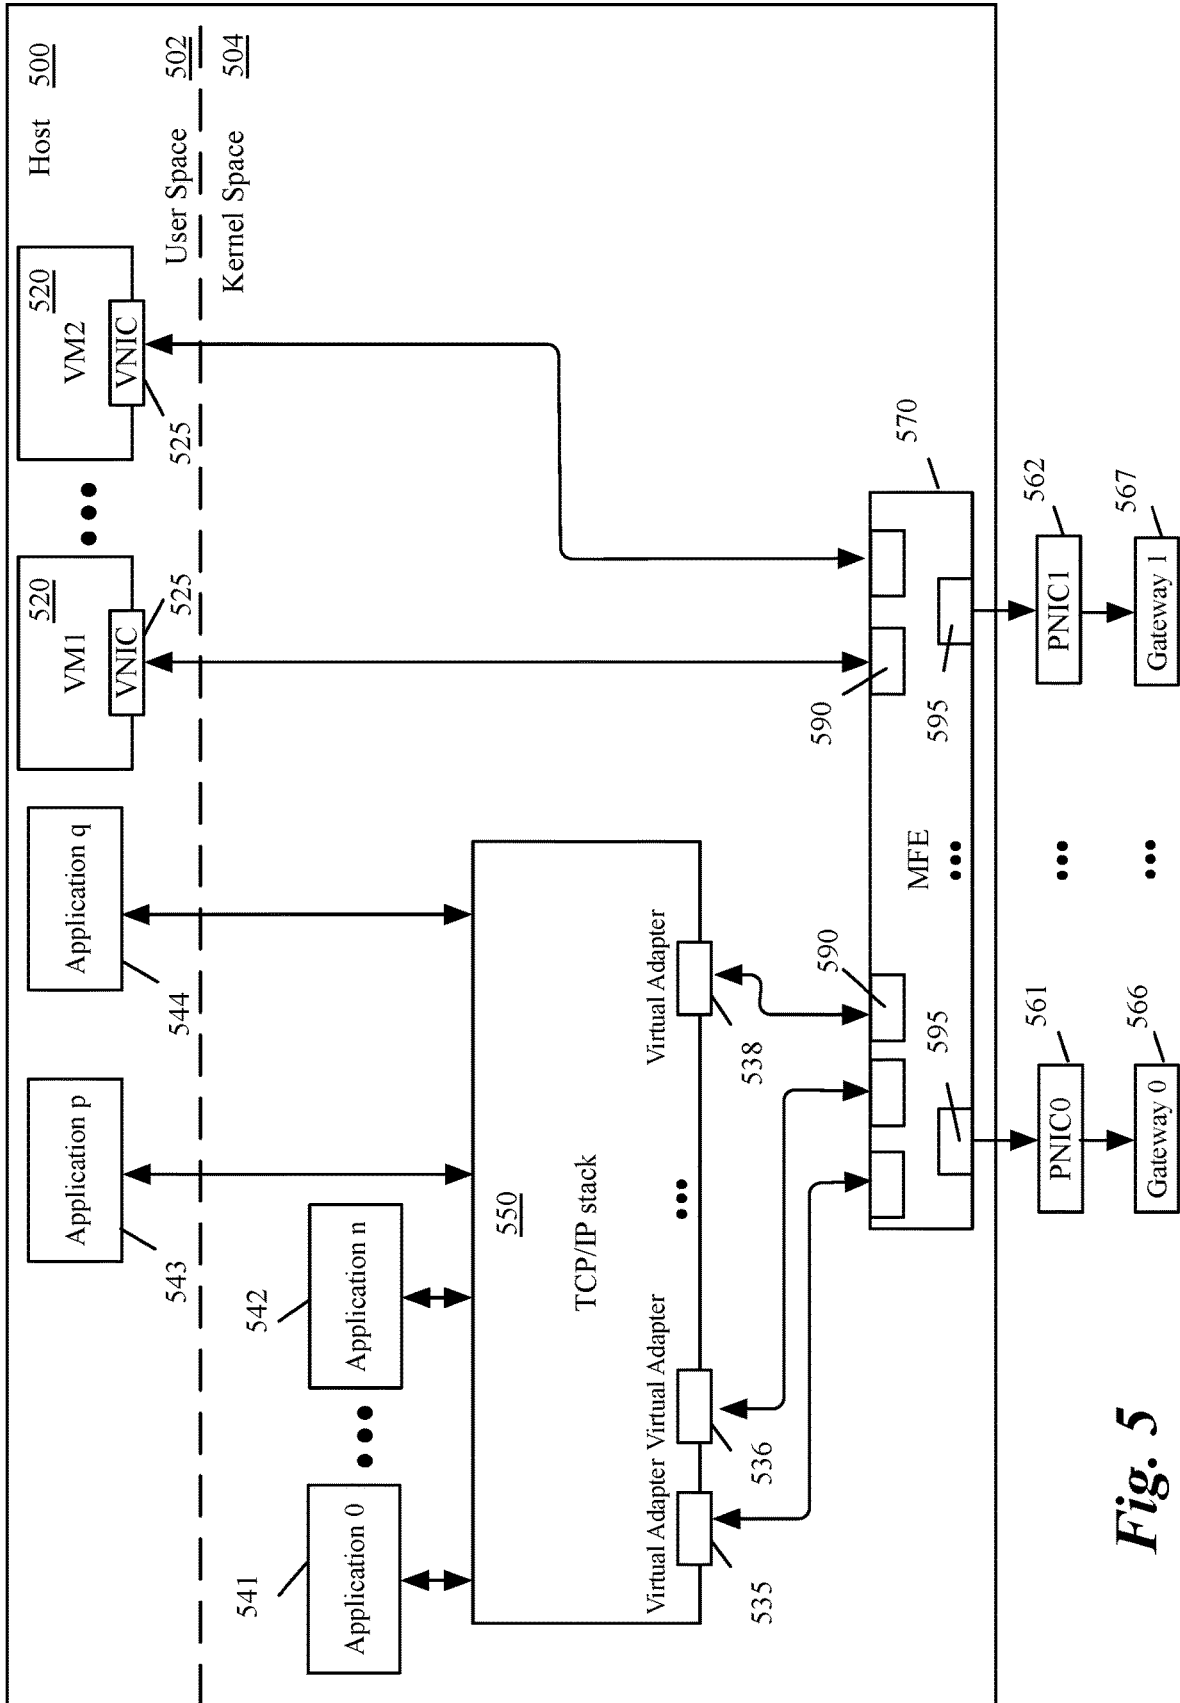 Host 500
User Space 502
Kernel Space 504
Application p
543
Application q
544
VM1 520
VNIC
525
VM2 520
VNIC
525
•••
Application 0
541
•••
Application n
542
550
TCP/IP stack
Virtual Adapter
535
Virtual Adapter
536
•••
Virtual Adapter
538
590
590
MFE
•••
570
595
595
PNIC0
561
•••
PNIC1
562
Gateway 0
566
•••
Gateway 1
567
Fig. 5